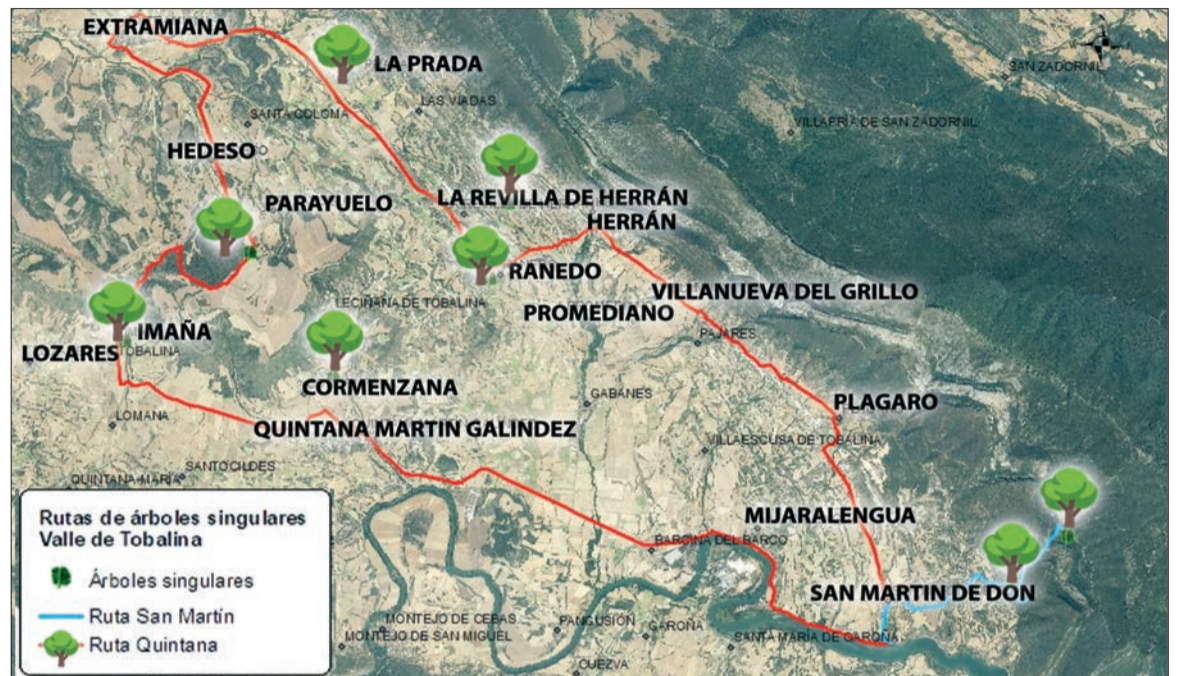 EXTRAMIANA
LA PRADA
SAN ZADORNIL
LAS VIADAS
SANTA COLOMA
VILLAFRIA DE SAN ZADORNIL
HEDESO
PARAYUELO
LA REVILLA DE HERRÁN
HERRÁN
RANEDO
VILLANUEVA DEL GRILLO
LECIÑANA DE TOBALINA
PROMEDIANO
IMAÑA
PAJARES
LOZARES
TOBALINA
CORMENZANA
GABANES
PLAGARO
LOMANA
QUINTANA MARTIN GALINDEZ
VILLAESCUSA DE TOBALINA
SANTOCILDES
QUINTANA-MARÍA
MIJARALENGUA
BARCINA DEL BARCO
SAN MARTIN DE DON
MONTEJO DE CEBAS
PANGUSIÓN
GAROÑA
MONTEJO DE SAN MIGUEL
SANTA MARÍA DE GAROÑA
CUEZVA
Rutas de árboles singulares
Valle de Tobalina
Árboles singulares
Ruta San Martín
Ruta Quintana